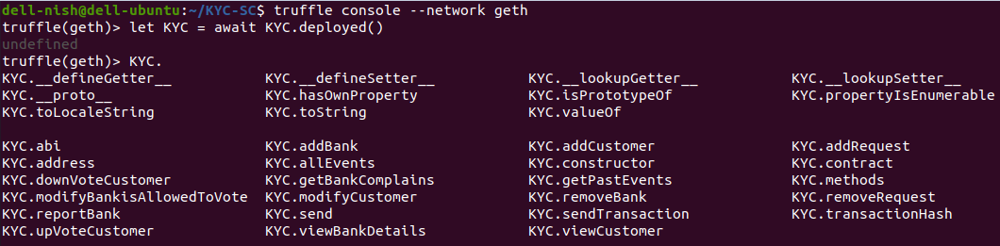 dell-nish@dell-ubuntu:~/KYC-SC$ truffle console --network geth
truffle(geth)> let KYC = await KYC.deployed()
undefined
truffle(geth)> KYC.
KYC.__defineGetter__ KYC.__defineSetter__ KYC.__lookupGetter__ KYC.__lookupSetter__
KYC.__proto__ KYC.hasOwnProperty KYC.isPrototypeOf KYC.propertyIsEnumerable
KYC.toLocaleString KYC.toString KYC.valueOf
KYC.abi KYC.addBank KYC.addCustomer KYC.addRequest
KYC.address KYC.allEvents KYC.constructor KYC.contract
KYC.downVoteCustomer KYC.getBankComplains KYC.getPastEvents KYC.methods
KYC.modifyBankisAllowedToVote KYC.modifyCustomer KYC.removeBank KYC.removeRequest
KYC.reportBank KYC.send KYC.sendTransaction KYC.transactionHash
KYC.upVoteCustomer KYC.viewBankDetails KYC.viewCustomer